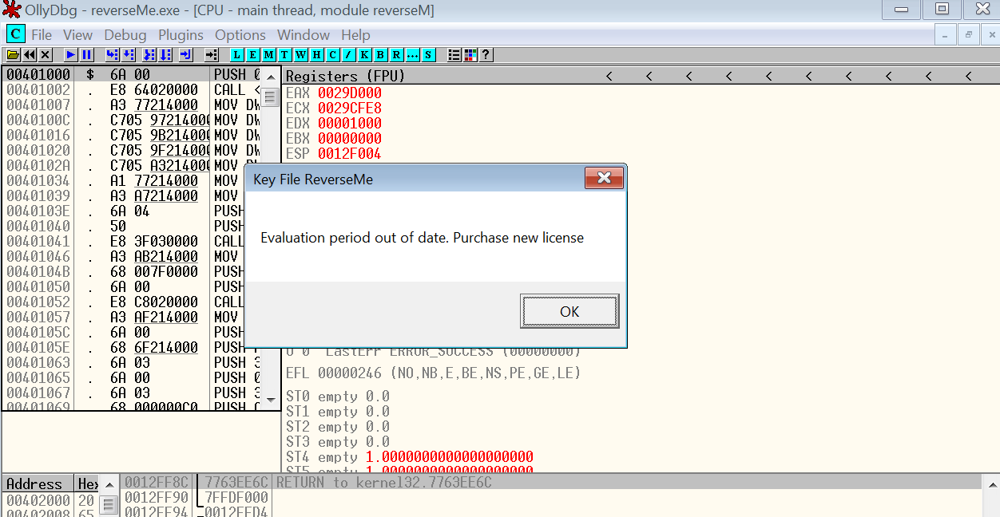 OllyDbg - reverseMe.exe - [CPU - main thread, module reverseM]
C File View Debug Plugins Options Window Help
L E M T W H C / K B R ... S ?
00401000 $ 6A 00 PUSH 0
00401002 . E8 64020000 CALL <
00401007 . A3 77214000 MOV DW
0040100C . C705 97214000 MOV DW
00401016 . C705 9B214000 MOV DW
00401020 . C705 9F214000 MOV DW
0040102A . C705 A3214000 MOV DW
00401034 . A1 77214000 MOV
00401039 . A3 A7214000 MOV
0040103E . 6A 04 PUSH
00401040 . 50 PUSH
00401041 . E8 3F030000 CALL
00401046 . A3 AB214000 MOV
0040104B . 68 007F0000 PUSH
00401050 . 6A 00 PUSH
00401052 . E8 C8020000 CALL
00401057 . A3 AF214000 MOV
0040105C . 6A 00 PUSH
0040105E . 68 6F214000 PUSH
00401063 . 6A 03 PUSH 3
00401065 . 6A 00 PUSH 0
00401067 . 6A 03 PUSH 3
00401069 . 68 000000C0 PUSH C
Registers (FPU) < < < < < < < < < <
EAX 0029D000
ECX 0029CFE8
EDX 00001000
EBX 00000000
ESP 0012F004
Key File ReverseMe
Evaluation period out of date. Purchase new license
OK
O 0 LastErr ERROR_SUCCESS (00000000)
EFL 00000246 (NO,NB,E,BE,NS,PE,GE,LE)
ST0 empty 0.0
ST1 empty 0.0
ST2 empty 0.0
ST3 empty 0.0
ST4 empty 1.0000000000000000000
ST5 empty 1.0000000000000000000
Address Hex
00402000 20
00402008 65
0012FF8C 7763EE6C RETURN to kernel32.7763EE6C
0012FF90 7FFDF000
0012FF94 0012FFD4